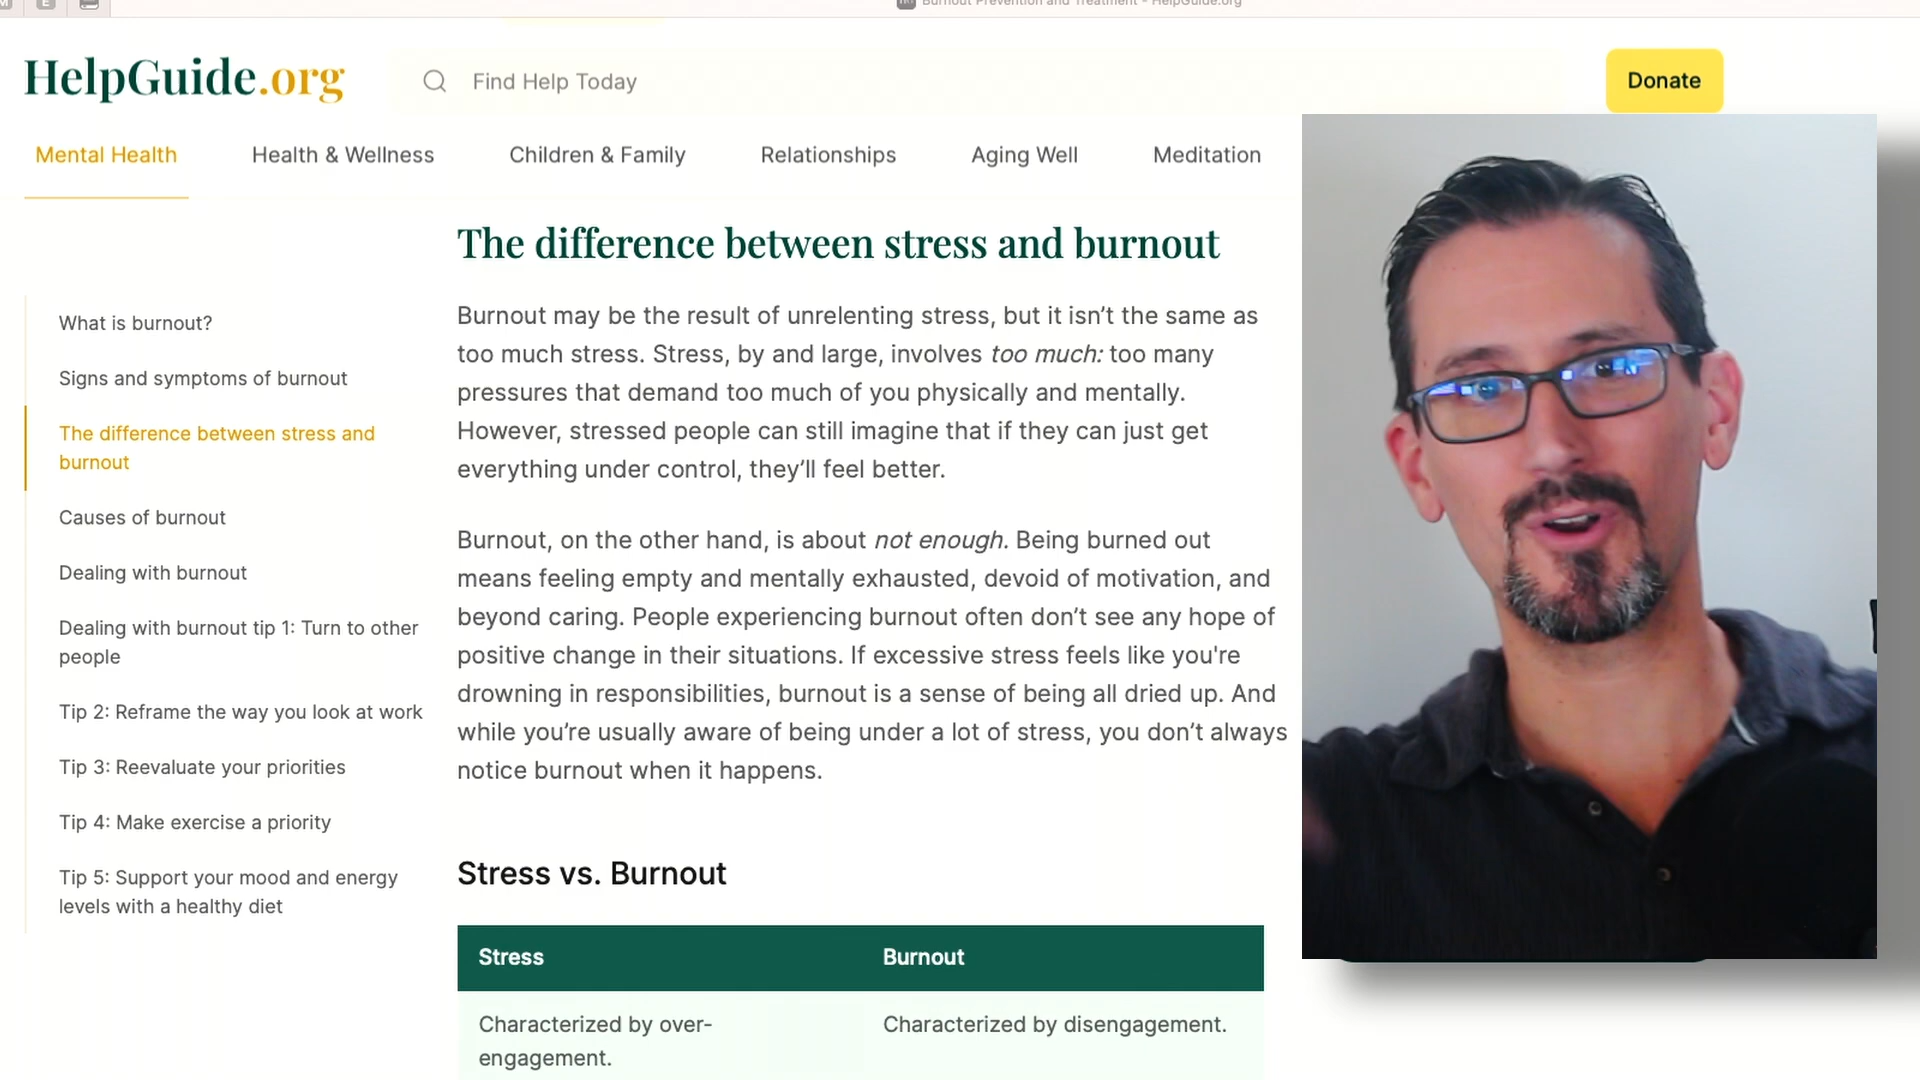 M
E
Burnout Prevention and Treatment - HelpGuide.org
HelpGuide.org
Find Help Today
Donate
Mental Health
Health & Wellness
Children & Family
Relationships
Aging Well
Meditation
What is burnout?
Signs and symptoms of burnout
The difference between stress and
burnout
Causes of burnout
Dealing with burnout
Dealing with burnout tip 1: Turn to other
people
Tip 2: Reframe the way you look at work
Tip 3: Reevaluate your priorities
Tip 4: Make exercise a priority
Tip 5: Support your mood and energy
levels with a healthy diet
The difference between stress and burnout
Burnout may be the result of unrelenting stress, but it isn’t the same as
too much stress. Stress, by and large, involves too much: too many
pressures that demand too much of you physically and mentally.
However, stressed people can still imagine that if they can just get
everything under control, they’ll feel better.
Burnout, on the other hand, is about not enough. Being burned out
means feeling empty and mentally exhausted, devoid of motivation, and
beyond caring. People experiencing burnout often don’t see any hope of
positive change in their situations. If excessive stress feels like you're
drowning in responsibilities, burnout is a sense of being all dried up. And
while you’re usually aware of being under a lot of stress, you don’t always
notice burnout when it happens.
Stress vs. Burnout
Stress
Burnout
Characterized by over-
engagement.
Characterized by disengagement.